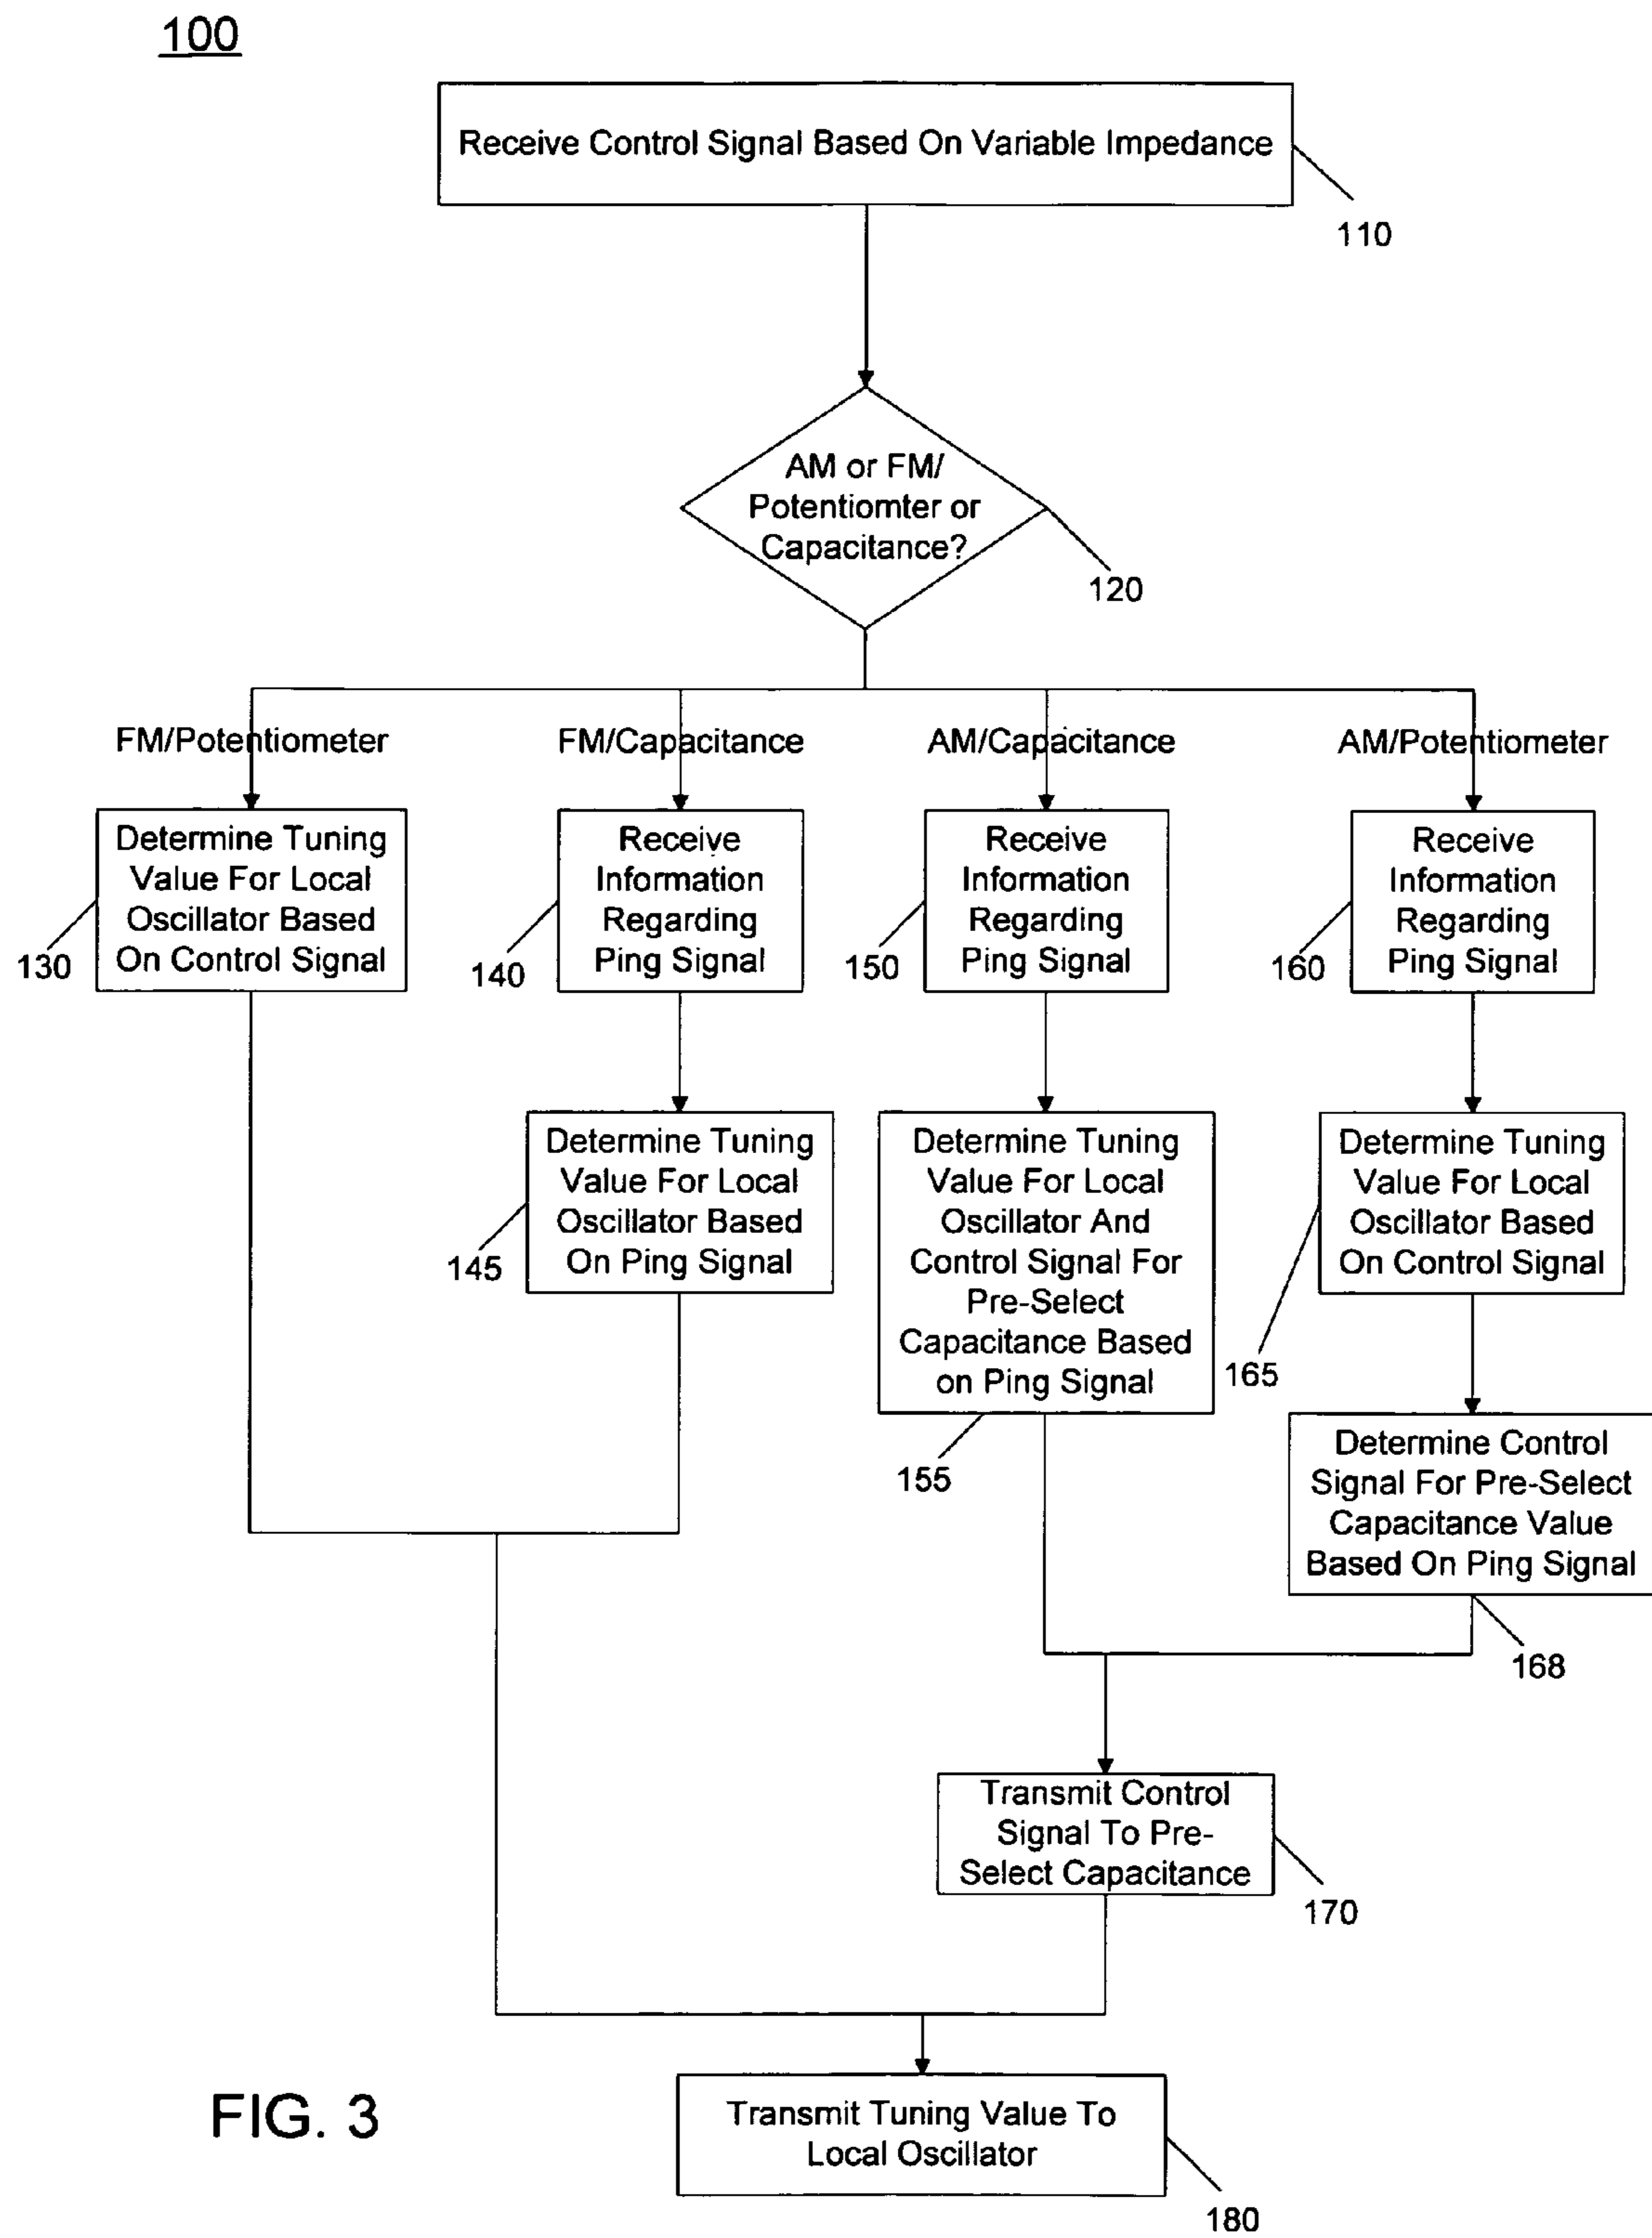 100
Receive Control Signal Based On Variable Impedance
110
AM or FM/
Potentiomter or
Capacitance?
120
FM/Potentiometer
FM/Capacitance
AM/Capacitance
AM/Potentiometer
Determine Tuning
Value For Local
Oscillator Based
On Control Signal
130
Receive
Information
Regarding
Ping Signal
140
Receive
Information
Regarding
Ping Signal
150
Receive
Information
Regarding
Ping Signal
160
Determine Tuning
Value For Local
Oscillator Based
On Ping Signal
145
Determine Tuning
Value For Local
Oscillator And
Control Signal For
Pre-Select
Capacitance Based
on Ping Signal
155
Determine Tuning
Value For Local
Oscillator Based
On Control Signal
165
Determine Control
Signal For Pre-Select
Capacitance Value
Based On Ping Signal
168
Transmit Control
Signal To Pre-
Select Capacitance
170
Transmit Tuning Value To
Local Oscillator
180
FIG. 3